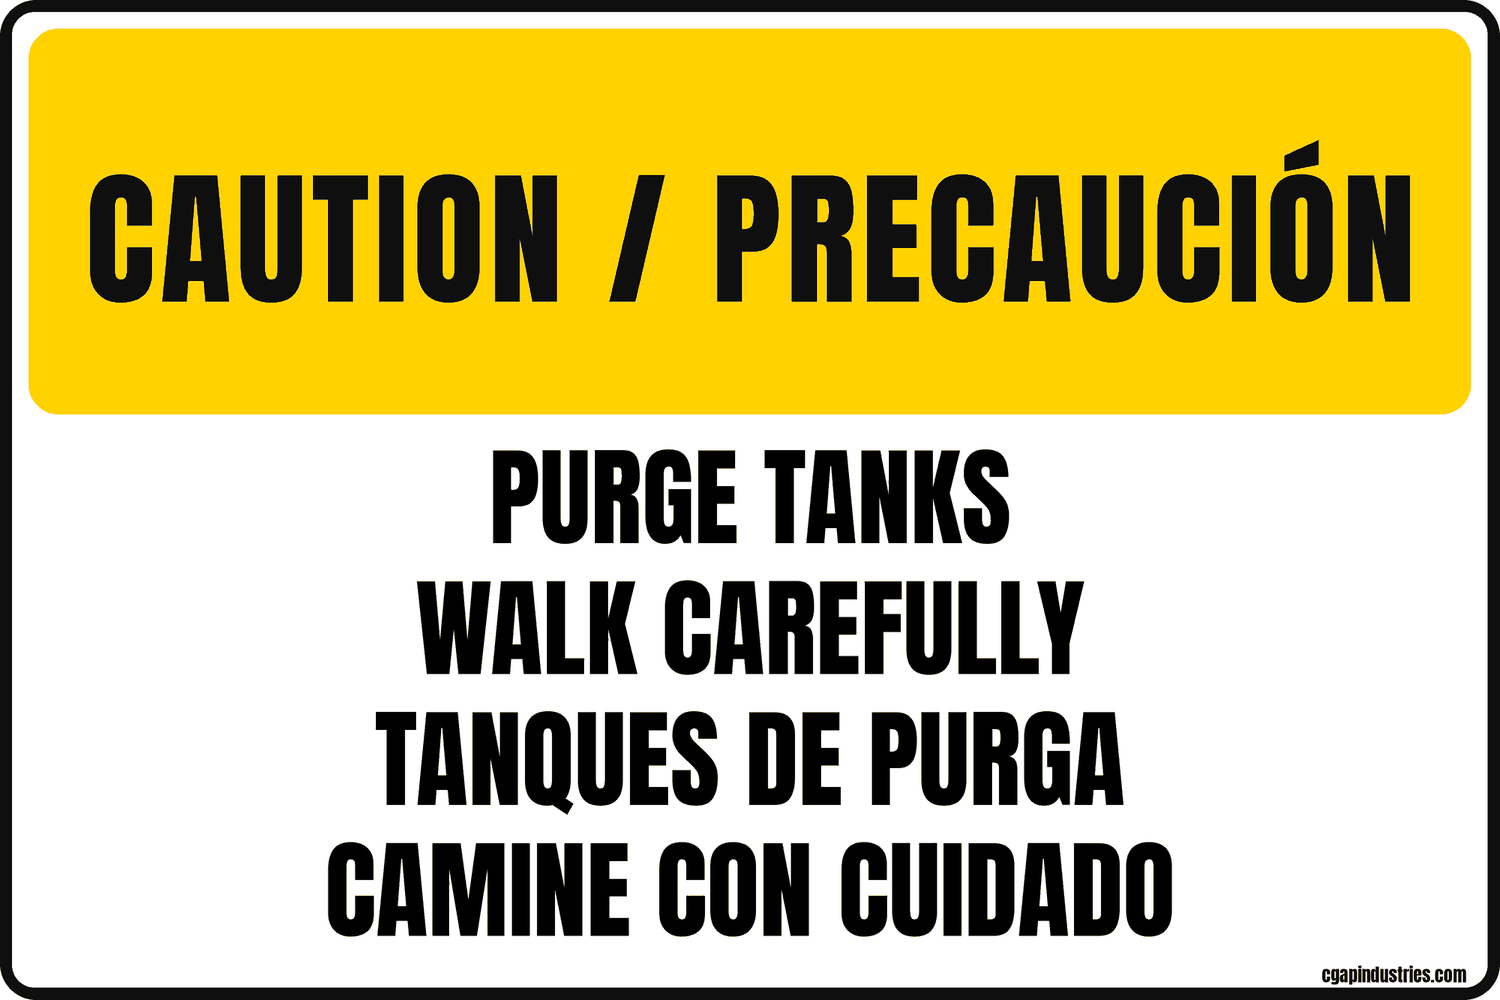 CAUTION / PRECAUCIÓN
PURGE TANKS
WALK CAREFULLY
TANQUES DE PURGA
CAMINE CON CUIDADO
cgapindustries.com